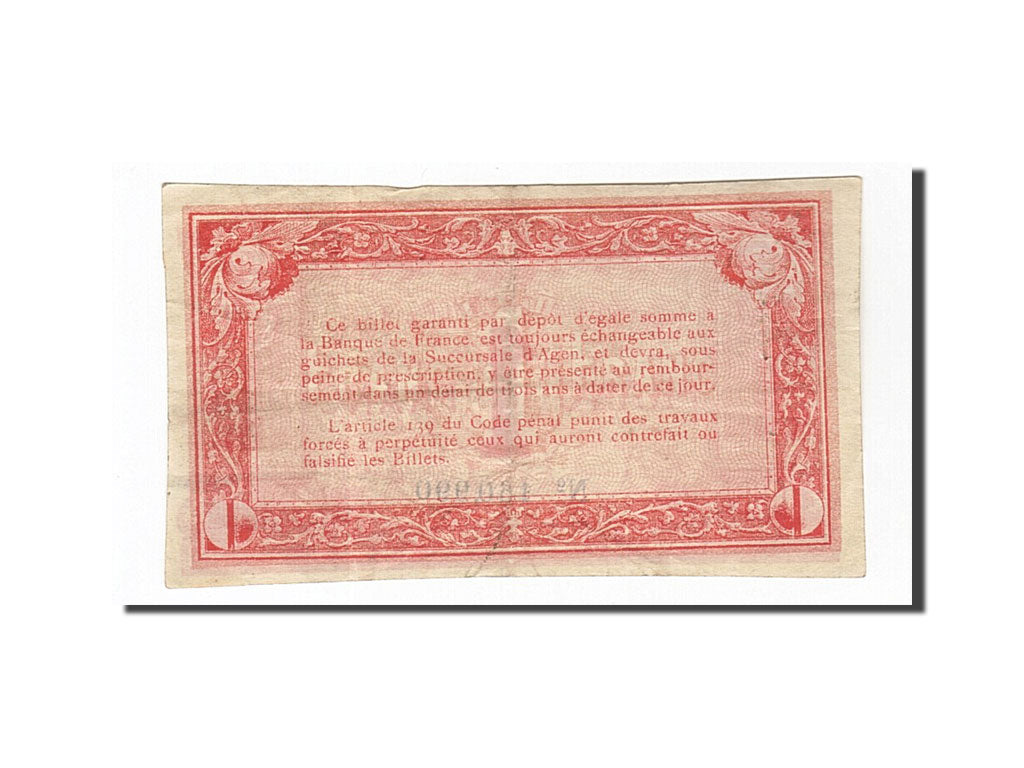 Ce billet garanti par dépôt d'égale somme à
la Banque de France, est toujours échangeable aux
guichets de la Succursale d'Agen, et devra, sous
peine de prescription, y être présenté au rembour-
sement dans un délai de trois ans à dater de ce jour.
L'article 139 du Code pénal punit des travaux
forcés à perpétuité ceux qui auront contrefait ou
falsifié les Billets.
1
1